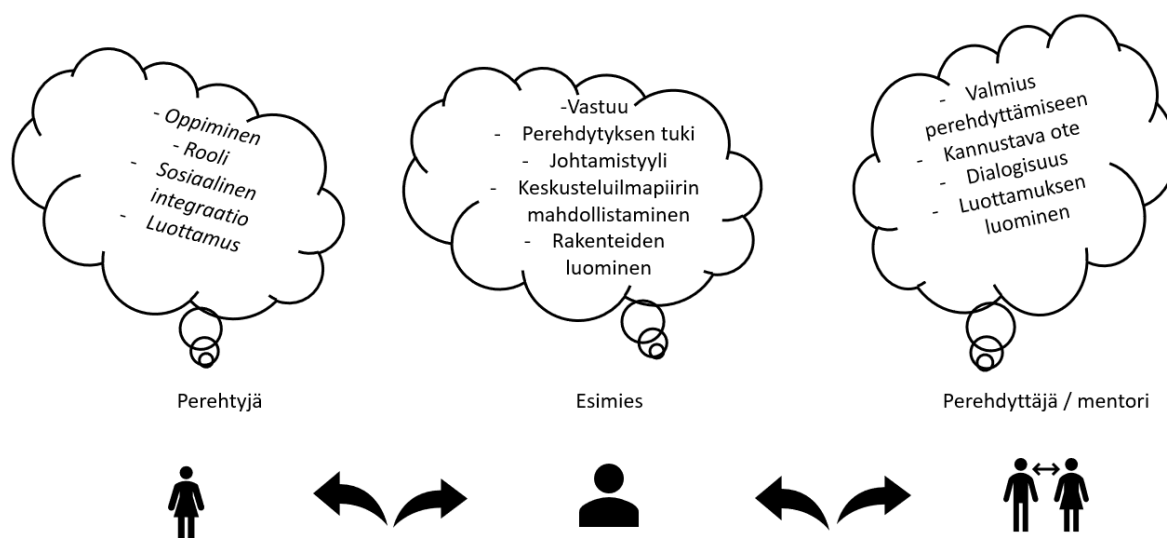 - Oppiminen
- Rooli
- Sosiaalinen
integraatio
- Luottamus
-Vastuu
- Perehdytyksen tuki
- Johtamistyyli
- Keskusteluilmapiirin
mahdollistaminen
- Rakenteiden
luominen
- Valmius
perehdyttämiseen
- Kannustava ote
- Dialogisuus
- Luottamuksen
luominen
Perehtyjä
Esimies
Perehdyttäjä / mentori